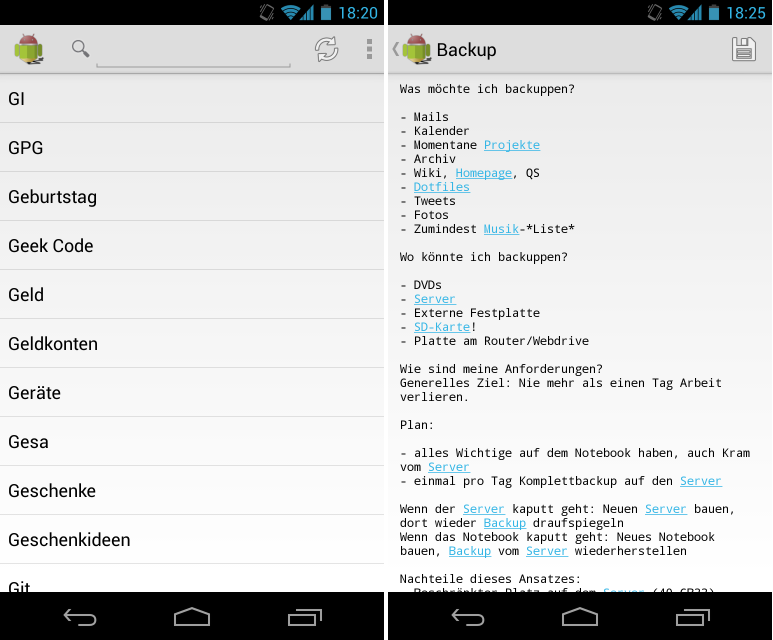 18:20
GI
GPG
Geburtstag
Geek Code
Geld
Geldkonten
Geräte
Gesa
Geschenke
Geschenkideen
Git
18:25
Backup
Was möchte ich backuppen?
- Mails
- Kalender
- Momentane Projekte
- Archiv
- Wiki, Homepage, QS
- Dotfiles
- Tweets
- Fotos
- Zumindest Musik-*Liste*
Wo könnte ich backuppen?
- DVDs
- Server
- Externe Festplatte
- SD-Karte!
- Platte am Router/Webdrive
Wie sind meine Anforderungen?
Generelles Ziel: Nie mehr als einen Tag Arbeit
verlieren.
Plan:
- alles Wichtige auf dem Notebook haben, auch Kram
vom Server
- einmal pro Tag Komplettbackup auf den Server
Wenn der Server kaputt geht: Neuen Server bauen,
dort wieder Backup draufspiegeln
Wenn das Notebook kaputt geht: Neues Notebook
bauen, Backup vom Server wiederherstellen
Nachteile dieses Ansatzes:
- Beschränkter Platz auf dem Server